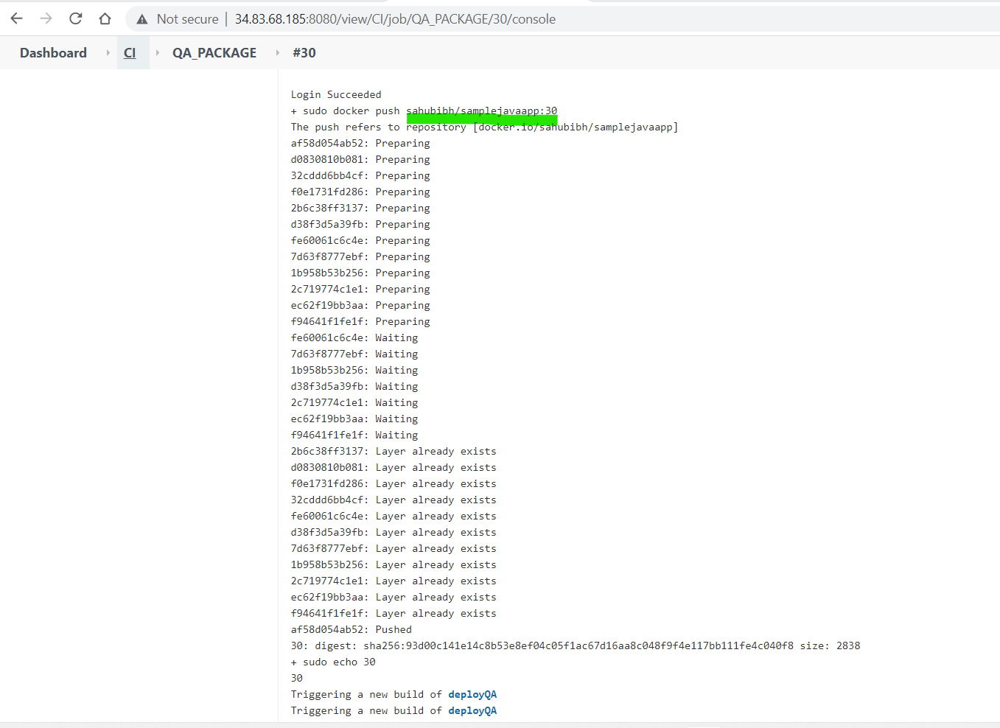 Not secure | 34.83.68.185:8080/view/CI/job/QA_PACKAGE/30/console
Dashboard CI QA_PACKAGE #30
Login Succeeded
+ sudo docker push sahubibh/samplejavaapp:30
The push refers to repository [docker.io/sahubibh/samplejavaapp]
af58d054ab52: Preparing
d0830810b081: Preparing
32cddd6bb4cf: Preparing
f0e1731fd286: Preparing
2b6c38ff3137: Preparing
d38f3d5a39fb: Preparing
fe60061c6c4e: Preparing
7d63f8777ebf: Preparing
1b958b53b256: Preparing
2c719774c1e1: Preparing
ec62f19bb3aa: Preparing
f94641f1fe1f: Preparing
fe60061c6c4e: Waiting
7d63f8777ebf: Waiting
1b958b53b256: Waiting
d38f3d5a39fb: Waiting
2c719774c1e1: Waiting
ec62f19bb3aa: Waiting
f94641f1fe1f: Waiting
2b6c38ff3137: Layer already exists
d0830810b081: Layer already exists
f0e1731fd286: Layer already exists
32cddd6bb4cf: Layer already exists
fe60061c6c4e: Layer already exists
d38f3d5a39fb: Layer already exists
7d63f8777ebf: Layer already exists
1b958b53b256: Layer already exists
2c719774c1e1: Layer already exists
ec62f19bb3aa: Layer already exists
f94641f1fe1f: Layer already exists
af58d054ab52: Pushed
30: digest: sha256:93d00c141e14c8b53e8ef04c05f1ac67d16aa8c048f9f4e117bb111fe4c040f8 size: 2838
+ sudo echo 30
30
Triggering a new build of deployQA
Triggering a new build of deployQA